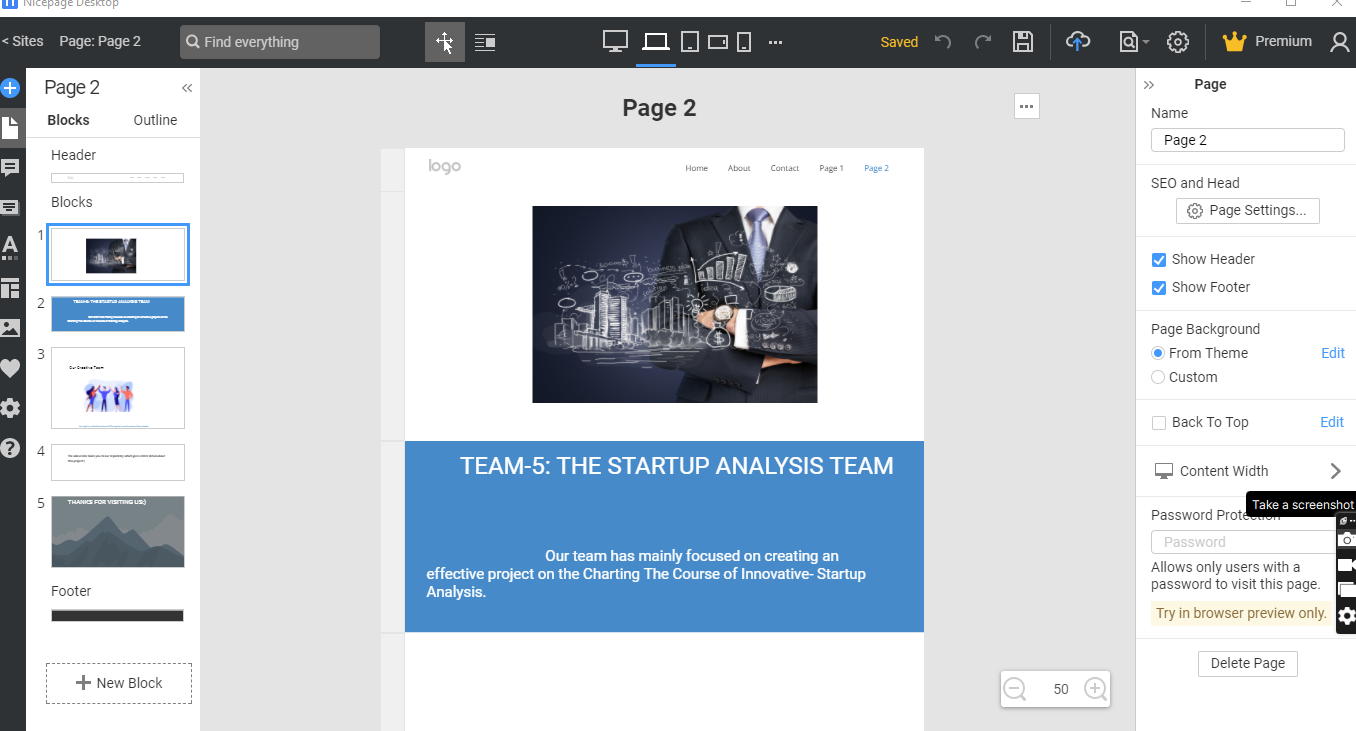 Nicepage Desktop
< Sites Page: Page 2 Find everything Saved Premium
Page 2
Blocks Outline
Header
Blocks
1
2
TEAM-5: THE STARTUP ANALYSIS TEAM
3
Our Creative Team
4
5
THANKS FOR VISITING US:)
Footer
New Block
Page 2
logo
Home About Contact Page 1 Page 2
business
TEAM-5: THE STARTUP ANALYSIS TEAM
Our team has mainly focused on creating an
effective project on the Charting The Course of Innovative- Startup
Analysis.
50
Page
Name
Page 2
SEO and Head
Page Settings...
Show Header
Show Footer
Page Background
From Theme Edit
Custom
Back To Top Edit
Content Width
Take a screenshot
Password Protection
Password
Allows only users with a
password to visit this page.
Try in browser preview only.
Delete Page